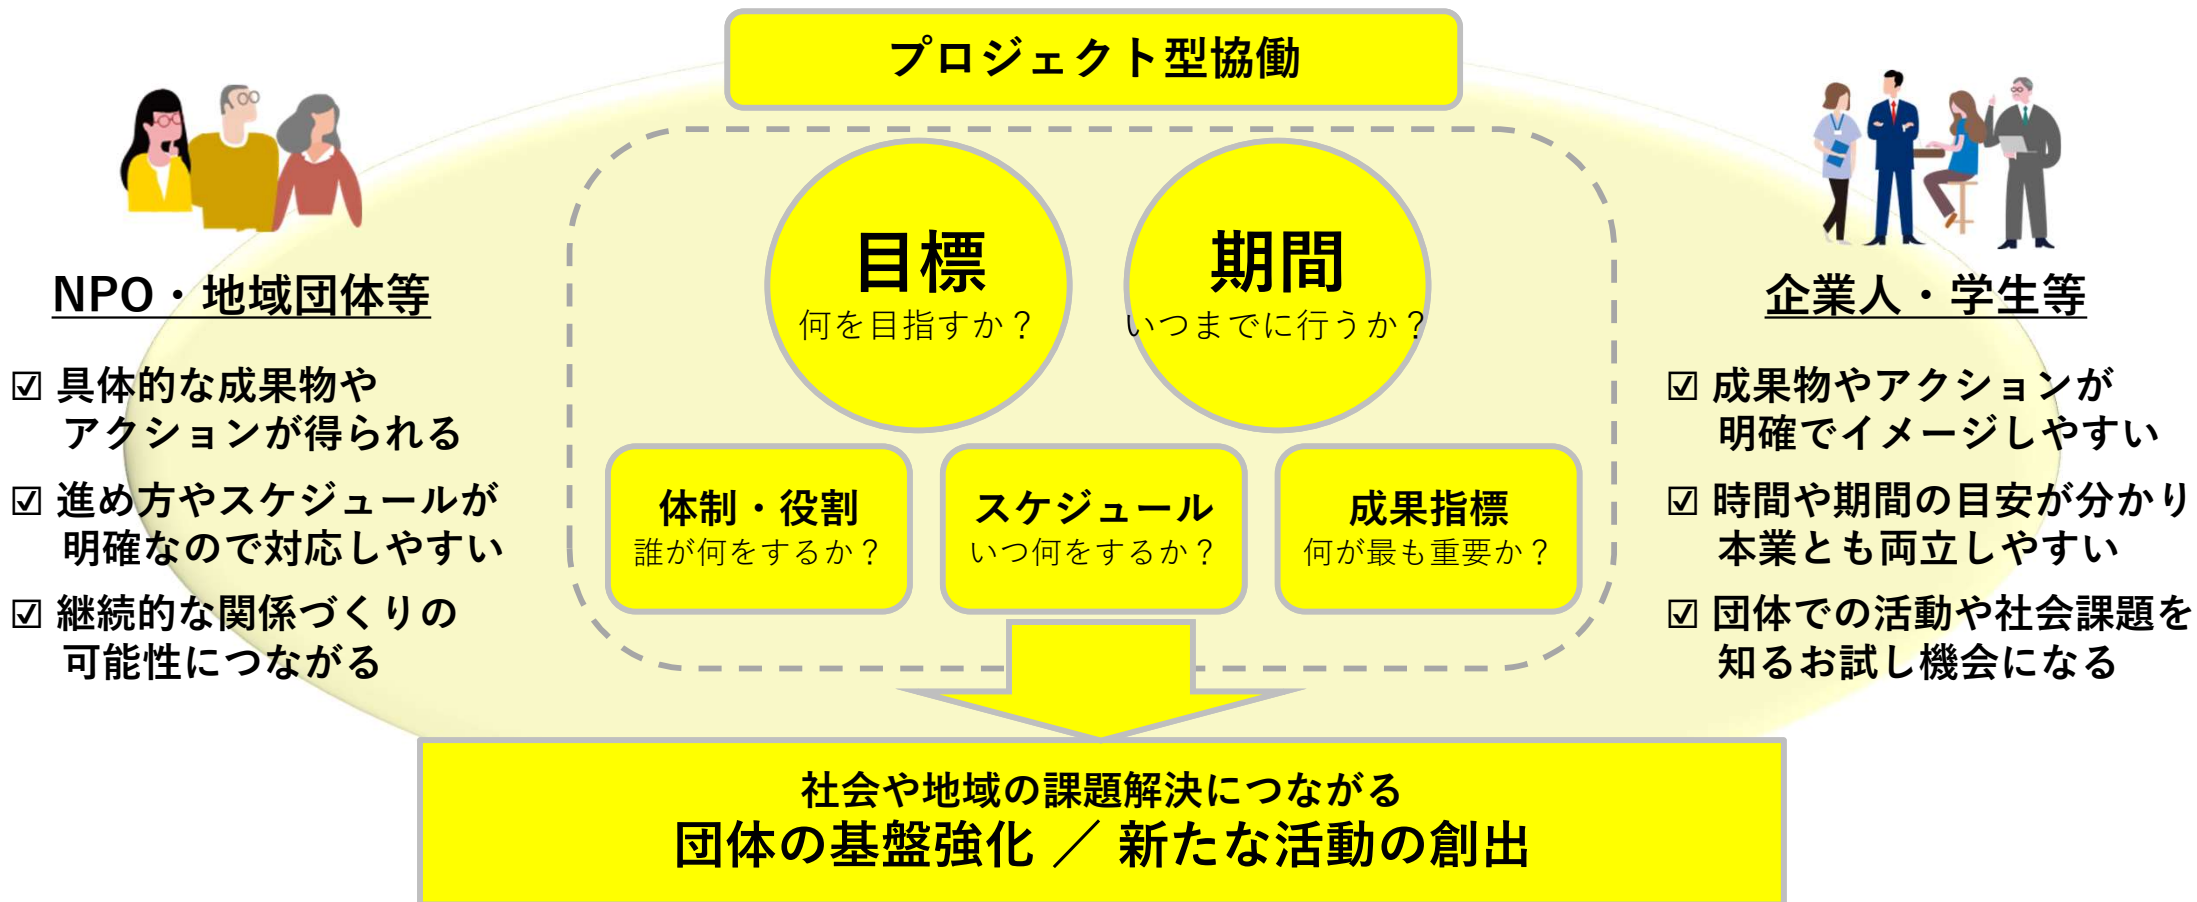 プロジェクト型協働
NPO・地域団体等
☑ 具体的な成果物や
アクションが得られる
☑ 進め方やスケジュールが
明確なので対応しやすい
☑ 継続的な関係づくりの
可能性につながる
目標
何を目指すか？
期間
いつまでに行うか？
体制・役割
誰が何をするか？
スケジュール
いつ何をするか？
成果指標
何が最も重要か？
企業人・学生等
☑ 成果物やアクションが
明確でイメージしやすい
☑ 時間や期間の目安が分かり
本業とも両立しやすい
☑ 団体での活動や社会課題を
知るお試し機会になる
社会や地域の課題解決につながる
団体の基盤強化 ／ 新たな活動の創出